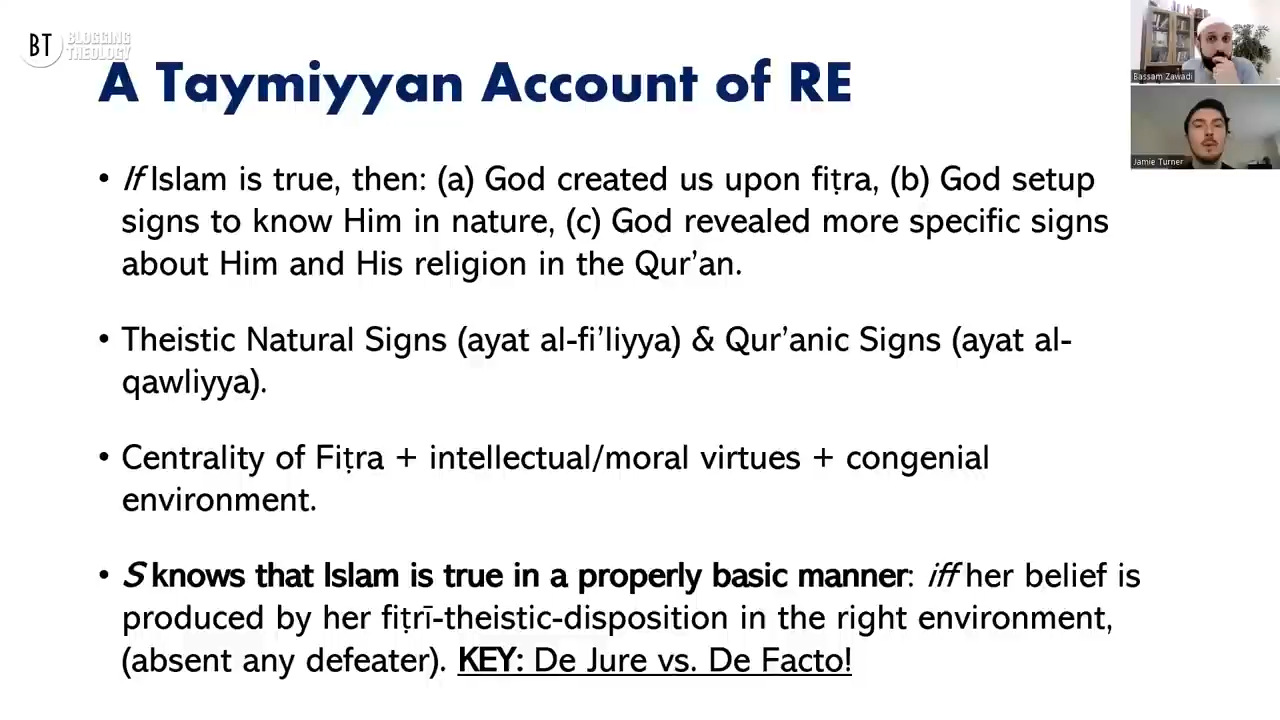 BT BLOGGING
THEOLOGY
A Taymiyyan Account of RE
Bassam Zawadi
Jamie Turner
• If Islam is true, then: (a) God created us upon fiṭra, (b) God setup
signs to know Him in nature, (c) God revealed more specific signs
about Him and His religion in the Qur’an.
• Theistic Natural Signs (ayat al-fi’liyya) & Qur’anic Signs (ayat al-
qawliyya).
• Centrality of Fiṭra + intellectual/moral virtues + congenial
environment.
• S knows that Islam is true in a properly basic manner: iff her belief is
produced by her fiṭrī-theistic-disposition in the right environment,
(absent any defeater). KEY: De Jure vs. De Facto!